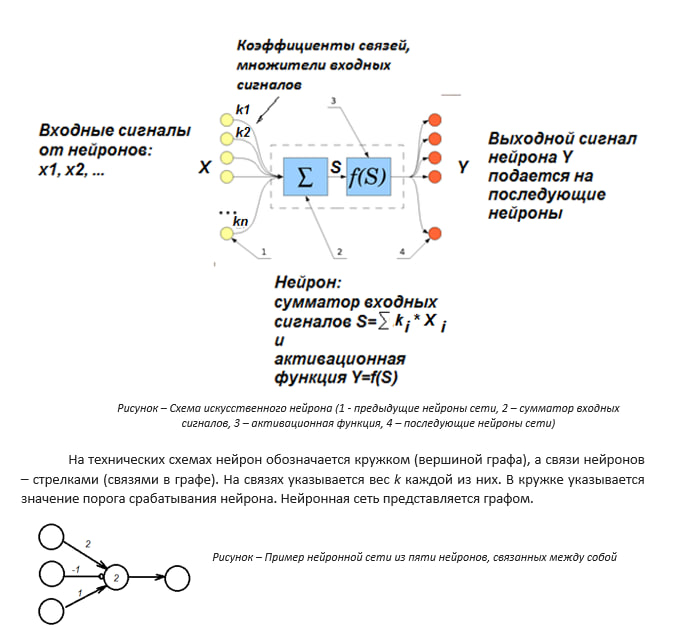 Коэффициенты связей,
множители входных
сигналов
Входные сигналы
от нейронов:
x1, x2, ...
k1
k2
X
...
kn
3
Σ
S
f(S)
Y
Выходной сигнал
нейрона Y
подается на
последующие
нейроны
1
2
4
Нейрон:
сумматор входных
сигналов S=∑ k i * X i
и
активационная
функция Y=f(S)
Рисунок – Схема искусственного нейрона (1 - предыдущие нейроны сети, 2 – сумматор входных
сигналов, 3 – активационная функция, 4 – последующие нейроны сети)
На технических схемах нейрон обозначается кружком (вершиной графа), а связи нейронов
– стрелками (связями в графе). На связях указывается вес k каждой из них. В кружке указывается
значение порога срабатывания нейрона. Нейронная сеть представляется графом.
2
-1
1
2
Рисунок – Пример нейронной сети из пяти нейронов, связанных между собой